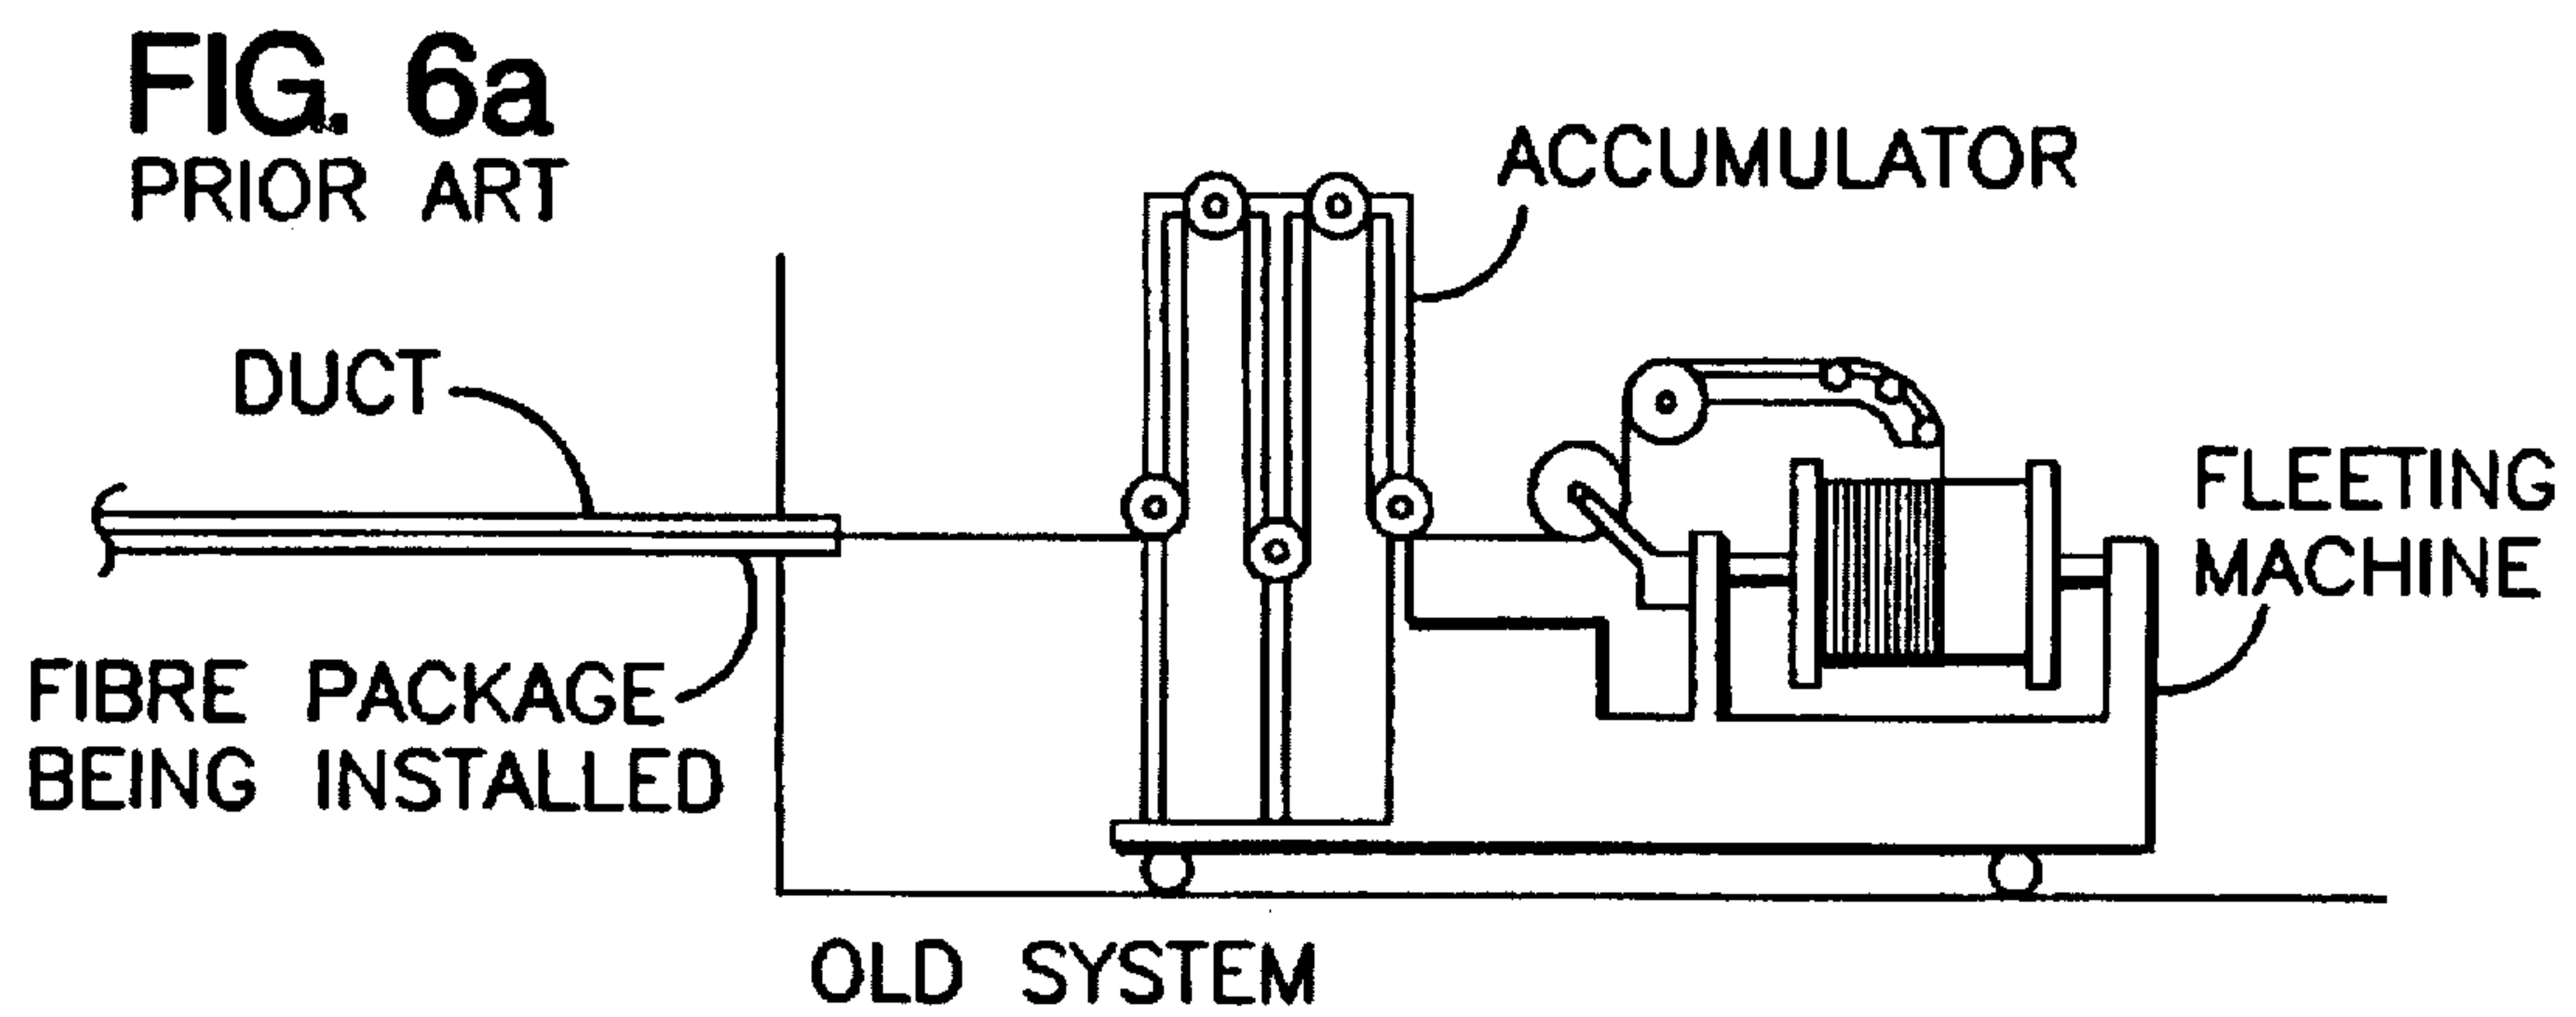 FIG. 6a
PRIOR ART
ACCUMULATOR
DUCT
FLEETING
MACHINE
FIBRE PACKAGE
BEING INSTALLED
OLD SYSTEM